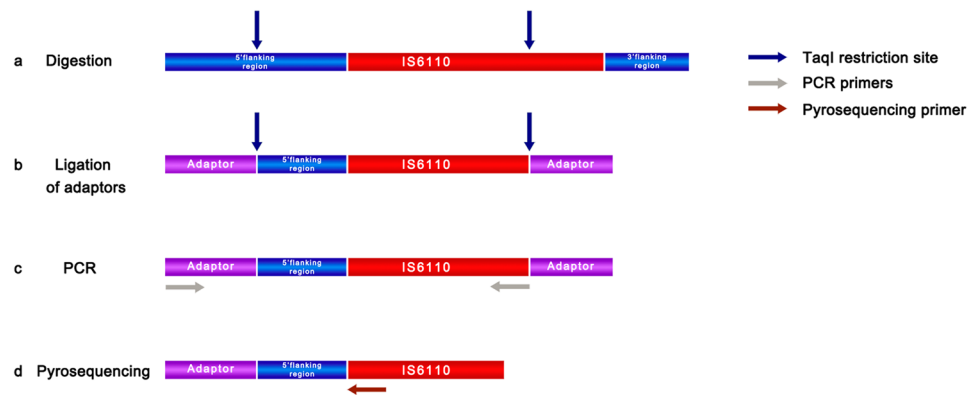 a Digestion
5'flanking
region
IS6110
3'flanking
region
TaqI restriction site
PCR primers
Pyrosequencing primer
b Ligation
of adaptors
Adaptor
5'flanking
region
IS6110
Adaptor
c PCR
Adaptor
5'flanking
region
IS6110
Adaptor
d Pyrosequencing
Adaptor
5'flanking
region
IS6110